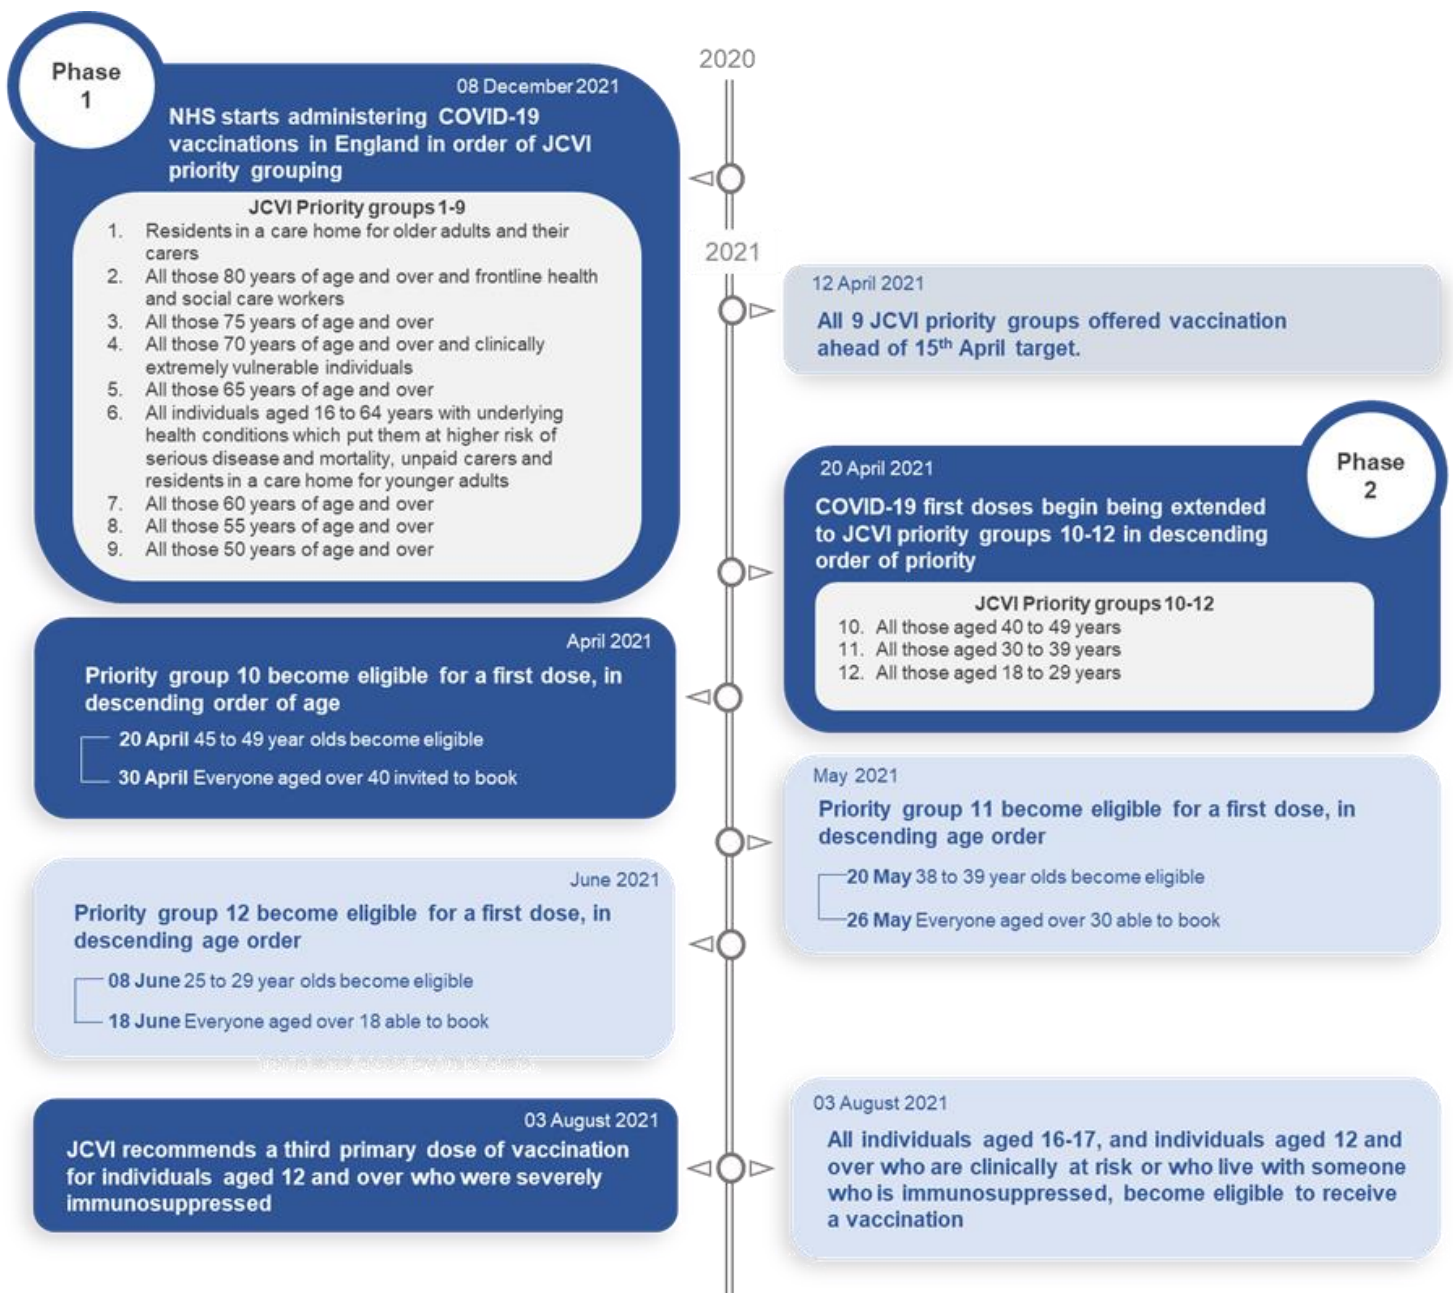 2020
Phase
1
08 December 2021
NHS starts administering COVID-19
vaccinations in England in order of JCVI
priority grouping
JCVI Priority groups 1-9
1. Residents in a care home for older adults and their
carers
2. All those 80 years of age and over and frontline health
and social care workers
3. All those 75 years of age and over
4. All those 70 years of age and over and clinically
extremely vulnerable individuals
5. All those 65 years of age and over
6. All individuals aged 16 to 64 years with underlying
health conditions which put them at higher risk of
serious disease and mortality, unpaid carers and
residents in a care home for younger adults
7. All those 60 years of age and over
8. All those 55 years of age and over
9. All those 50 years of age and over
2021
12 April 2021
All 9 JCVI priority groups offered vaccination
ahead of 15th April target.
Phase
2
20 April 2021
COVID-19 first doses begin being extended
to JCVI priority groups 10-12 in descending
order of priority
JCVI Priority groups 10-12
10. All those aged 40 to 49 years
11. All those aged 30 to 39 years
12. All those aged 18 to 29 years
April 2021
Priority group 10 become eligible for a first dose, in
descending order of age
20 April 45 to 49 year olds become eligible
30 April Everyone aged over 40 invited to book
May 2021
Priority group 11 become eligible for a first dose, in
descending age order
20 May 38 to 39 year olds become eligible
26 May Everyone aged over 30 able to book
June 2021
Priority group 12 become eligible for a first dose, in
descending age order
08 June 25 to 29 year olds become eligible
18 June Everyone aged over 18 able to book
03 August 2021
JCVI recommends a third primary dose of vaccination
for individuals aged 12 and over who were severely
immunosuppressed
03 August 2021
All individuals aged 16-17, and individuals aged 12 and
over who are clinically at risk or who live with someone
who is immunosuppressed, become eligible to receive
a vaccination